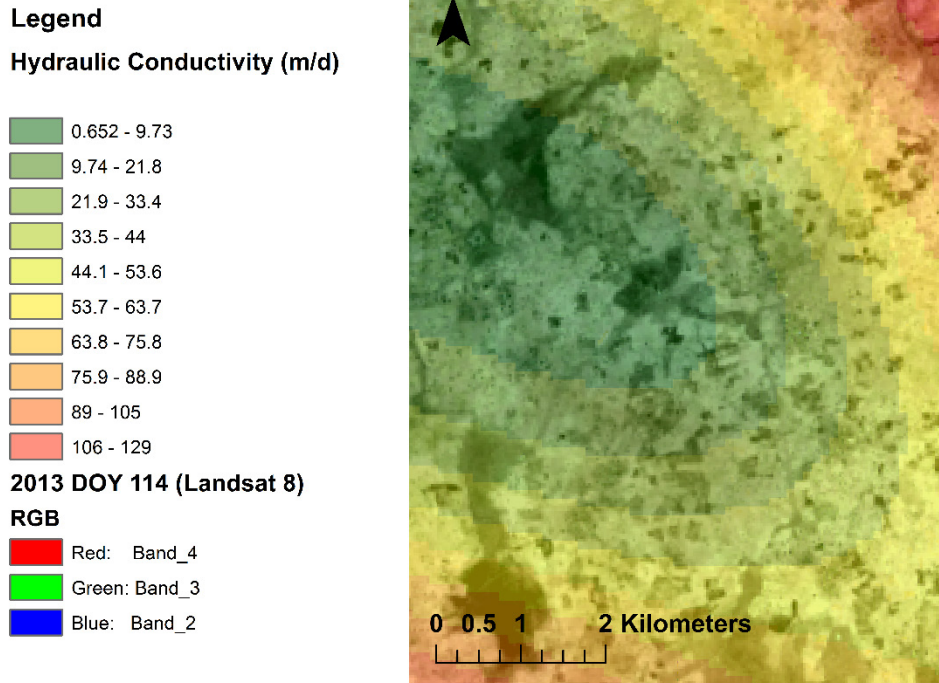 Legend
Hydraulic Conductivity (m/d)
0.652 - 9.73
9.74 - 21.8
21.9 - 33.4
33.5 - 44
44.1 - 53.6
53.7 - 63.7
63.8 - 75.8
75.9 - 88.9
89 - 105
106 - 129
2013 DOY 114 (Landsat 8)
RGB
Red: Band_4
Green: Band_3
Blue: Band_2
0 0.5 1 2 Kilometers